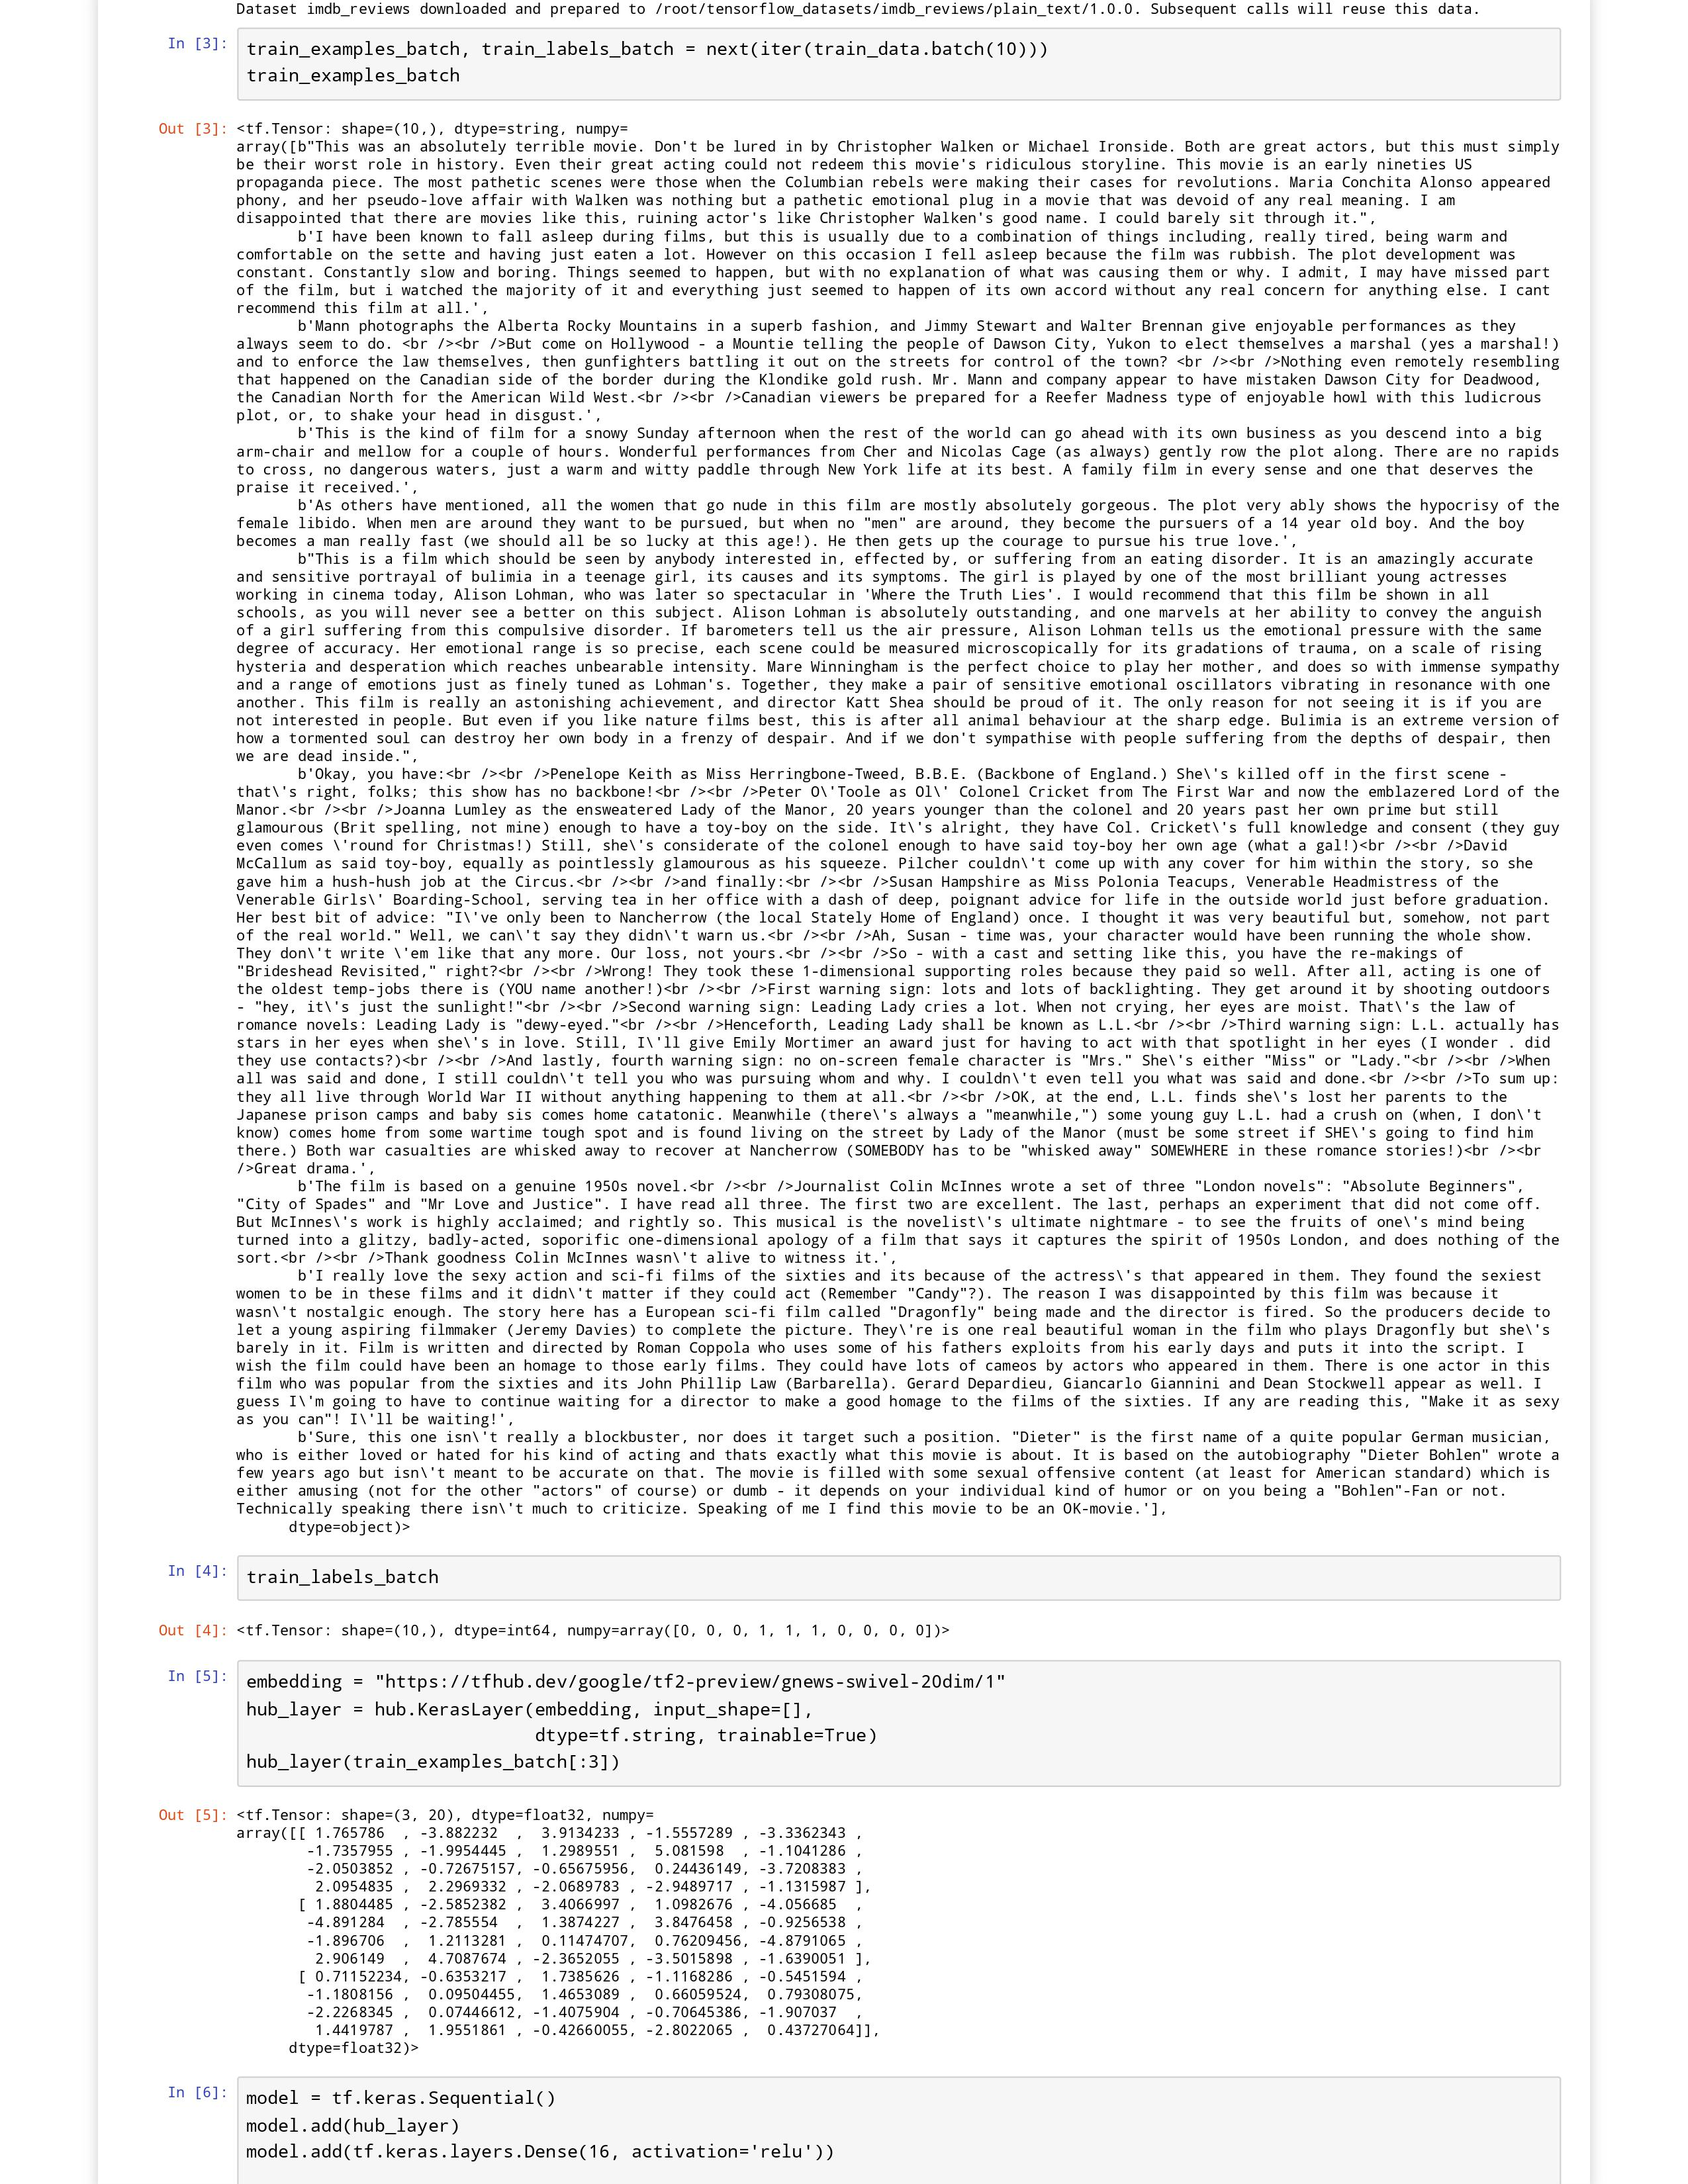 Dataset imdb_reviews downloaded and prepared to /root/tensorflow_datasets/imdb_reviews/plain_text/1.0.0. Subsequent calls will reuse this data.
In [3]: train_examples_batch, train_labels_batch = next(iter(train_data.batch(10)))
train_examples_batch
Out [3]: <tf.Tensor: shape=(10,), dtype=string, numpy=
array([b"This was an absolutely terrible movie. Don't be lured in by Christopher Walken or Michael Ironside. Both are great actors, but this must simply
be their worst role in history. Even their great acting could not redeem this movie's ridiculous storyline. This movie is an early nineties US
propaganda piece. The most pathetic scenes were those when the Columbian rebels were making their cases for revolutions. Maria Conchita Alonso appeared
phony, and her pseudo-love affair with Walken was nothing but a pathetic emotional plug in a movie that was devoid of any real meaning. I am
disappointed that there are movies like this, ruining actor's like Christopher Walken's good name. I could barely sit through it.",
b'I have been known to fall asleep during films, but this is usually due to a combination of things including, really tired, being warm and
comfortable on the sette and having just eaten a lot. However on this occasion I fell asleep because the film was rubbish. The plot development was
constant. Constantly slow and boring. Things seemed to happen, but with no explanation of what was causing them or why. I admit, I may have missed part
of the film, but i watched the majority of it and everything just seemed to happen of its own accord without any real concern for anything else. I cant
recommend this film at all.',
b'Mann photographs the Alberta Rocky Mountains in a superb fashion, and Jimmy Stewart and Walter Brennan give enjoyable performances as they
always seem to do. <br /><br />But come on Hollywood - a Mountie telling the people of Dawson City, Yukon to elect themselves a marshal (yes a marshal!)
and to enforce the law themselves, then gunfighters battling it out on the streets for control of the town? <br /><br />Nothing even remotely resembling
that happened on the Canadian side of the border during the Klondike gold rush. Mr. Mann and company appear to have mistaken Dawson City for Deadwood,
the Canadian North for the American Wild West.<br /><br />Canadian viewers be prepared for a Reefer Madness type of enjoyable howl with this ludicrous
plot, or, to shake your head in disgust.',
b'This is the kind of film for a snowy Sunday afternoon when the rest of the world can go ahead with its own business as you descend into a big
arm-chair and mellow for a couple of hours. Wonderful performances from Cher and Nicolas Cage (as always) gently row the plot along. There are no rapids
to cross, no dangerous waters, just a warm and witty paddle through New York life at its best. A family film in every sense and one that deserves the
praise it received.',
b'As others have mentioned, all the women that go nude in this film are mostly absolutely gorgeous. The plot very ably shows the hypocrisy of the
female libido. When men are around they want to be pursued, but when no "men" are around, they become the pursuers of a 14 year old boy. And the boy
becomes a man really fast (we should all be so lucky at this age!). He then gets up the courage to pursue his true love.',
b"This is a film which should be seen by anybody interested in, effected by, or suffering from an eating disorder. It is an amazingly accurate
and sensitive portrayal of bulimia in a teenage girl, its causes and its symptoms. The girl is played by one of the most brilliant young actresses
working in cinema today, Alison Lohman, who was later so spectacular in 'Where the Truth Lies'. I would recommend that this film be shown in all
schools, as you will never see a better on this subject. Alison Lohman is absolutely outstanding, and one marvels at her ability to convey the anguish
of a girl suffering from this compulsive disorder. If barometers tell us the air pressure, Alison Lohman tells us the emotional pressure with the same
degree of accuracy. Her emotional range is so precise, each scene could be measured microscopically for its gradations of trauma, on a scale of rising
hysteria and desperation which reaches unbearable intensity. Mare Winningham is the perfect choice to play her mother, and does so with immense sympathy
and a range of emotions just as finely tuned as Lohman's. Together, they make a pair of sensitive emotional oscillators vibrating in resonance with one
another. This film is really an astonishing achievement, and director Katt Shea should be proud of it. The only reason for not seeing it is if you are
not interested in people. But even if you like nature films best, this is after all animal behaviour at the sharp edge. Bulimia is an extreme version of
how a tormented soul can destroy her own body in a frenzy of despair. And if we don't sympathise with people suffering from the depths of despair, then
we are dead inside.",
b'Okay, you have:<br /><br />Penelope Keith as Miss Herringbone-Tweed, B.B.E. (Backbone of England.) She\'s killed off in the first scene -
that\'s right, folks; this show has no backbone!<br /><br />Peter O\'Toole as Ol\' Colonel Cricket from The First War and now the emblazered Lord of the
Manor.<br /><br />Joanna Lumley as the ensweatered Lady of the Manor, 20 years younger than the colonel and 20 years past her own prime but still
glamourous (Brit spelling, not mine) enough to have a toy-boy on the side. It\'s alright, they have Col. Cricket\'s full knowledge and consent (they guy
even comes \'round for Christmas!) Still, she\'s considerate of the colonel enough to have said toy-boy her own age (what a gal!)<br /><br />David
McCallum as said toy-boy, equally as pointlessly glamourous as his squeeze. Pilcher couldn\'t come up with any cover for him within the story, so she
gave him a hush-hush job at the Circus.<br /><br />and finally:<br /><br />Susan Hampshire as Miss Polonia Teacups, Venerable Headmistress of the
Venerable Girls\' Boarding-School, serving tea in her office with a dash of deep, poignant advice for life in the outside world just before graduation.
Her best bit of advice: "I\'ve only been to Nancherrow (the local Stately Home of England) once. I thought it was very beautiful but, somehow, not part
of the real world." Well, we can\'t say they didn\'t warn us.<br /><br />Ah, Susan - time was, your character would have been running the whole show.
They don\'t write \'em like that any more. Our loss, not yours.<br /><br />So - with a cast and setting like this, you have the re-makings of
"Brideshead Revisited," right?<br /><br />Wrong! They took these 1-dimensional supporting roles because they paid so well. After all, acting is one of
the oldest temp-jobs there is (YOU name another!)<br /><br />First warning sign: lots and lots of backlighting. They get around it by shooting outdoors
- "hey, it\'s just the sunlight!"<br /><br />Second warning sign: Leading Lady cries a lot. When not crying, her eyes are moist. That\'s the law of
romance novels: Leading Lady is "dewy-eyed."<br /><br />Henceforth, Leading Lady shall be known as L.L.<br /><br />Third warning sign: L.L. actually has
stars in her eyes when she\'s in love. Still, I\'ll give Emily Mortimer an award just for having to act with that spotlight in her eyes (I wonder . did
they use contacts?)<br /><br />And lastly, fourth warning sign: no on-screen female character is "Mrs." She\'s either "Miss" or "Lady."<br /><br />When
all was said and done, I still couldn\'t tell you who was pursuing whom and why. I couldn\'t even tell you what was said and done.<br /><br />To sum up:
they all live through World War II without anything happening to them at all.<br /><br />OK, at the end, L.L. finds she\'s lost her parents to the
Japanese prison camps and baby sis comes home catatonic. Meanwhile (there\'s always a "meanwhile,") some young guy L.L. had a crush on (when, I don\'t
know) comes home from some wartime tough spot and is found living on the street by Lady of the Manor (must be some street if SHE\'s going to find him
there.) Both war casualties are whisked away to recover at Nancherrow (SOMEBODY has to be "whisked away" SOMEWHERE in these romance stories!)<br /><br
/>Great drama.',
b'The film is based on a genuine 1950s novel.<br /><br />Journalist Colin McInnes wrote a set of three "London novels": "Absolute Beginners",
"City of Spades" and "Mr Love and Justice". I have read all three. The first two are excellent. The last, perhaps an experiment that did not come off.
But McInnes\'s work is highly acclaimed; and rightly so. This musical is the novelist\'s ultimate nightmare - to see the fruits of one\'s mind being
turned into a glitzy, badly-acted, soporific one-dimensional apology of a film that says it captures the spirit of 1950s London, and does nothing of the
sort.<br /><br />Thank goodness Colin McInnes wasn\'t alive to witness it.',
b'I really love the sexy action and sci-fi films of the sixties and its because of the actress\'s that appeared in them. They found the sexiest
women to be in these films and it didn\'t matter if they could act (Remember "Candy"?). The reason I was disappointed by this film was because it
wasn\'t nostalgic enough. The story here has a European sci-fi film called "Dragonfly" being made and the director is fired. So the producers decide to
let a young aspiring filmmaker (Jeremy Davies) to complete the picture. They\'re is one real beautiful woman in the film who plays Dragonfly but she\'s
barely in it. Film is written and directed by Roman Coppola who uses some of his fathers exploits from his early days and puts it into the script. I
wish the film could have been an homage to those early films. They could have lots of cameos by actors who appeared in them. There is one actor in this
film who was popular from the sixties and its John Phillip Law (Barbarella). Gerard Depardieu, Giancarlo Giannini and Dean Stockwell appear as well. I
guess I\'m going to have to continue waiting for a director to make a good homage to the films of the sixties. If any are reading this, "Make it as sexy
as you can"! I\'ll be waiting!',
b'Sure, this one isn\'t really a blockbuster, nor does it target such a position. "Dieter" is the first name of a quite popular German musician,
who is either loved or hated for his kind of acting and thats exactly what this movie is about. It is based on the autobiography "Dieter Bohlen" wrote a
few years ago but isn\'t meant to be accurate on that. The movie is filled with some sexual offensive content (at least for American standard) which is
either amusing (not for the other "actors" of course) or dumb - it depends on your individual kind of humor or on you being a "Bohlen"-Fan or not.
Technically speaking there isn\'t much to criticize. Speaking of me I find this movie to be an OK-movie.'],
dtype=object)>
In [4]: train_labels_batch
Out [4]: <tf.Tensor: shape=(10,), dtype=int64, numpy=array([0, 0, 0, 1, 1, 1, 0, 0, 0, 0])>
In [5]: embedding = "https://tfhub.dev/google/tf2-preview/gnews-swivel-20dim/1"
hub_layer = hub.KerasLayer(embedding, input_shape=[],
dtype=tf.string, trainable=True)
hub_layer(train_examples_batch[:3])
Out [5]: <tf.Tensor: shape=(3, 20), dtype=float32, numpy=
array([[ 1.765786  , -3.882232  ,  3.9134233 , -1.5557289 , -3.3362343 ,
-1.7357955 , -1.9954445 ,  1.2989551 ,  5.081598  , -1.1041286 ,
-2.0503852 , -0.72675157, -0.65675956,  0.24436149, -3.7208383 ,
2.0954835 ,  2.2969332 , -2.0689783 , -2.9489717 , -1.1315987 ],
[ 1.8804485 , -2.5852382 ,  3.4066997 ,  1.0982676 , -4.056685  ,
-4.891284  , -2.785554  ,  1.3874227 ,  3.8476458 , -0.9256538 ,
-1.896706  ,  1.2113281 ,  0.11474707,  0.76209456, -4.8791065 ,
2.906149  ,  4.7087674 , -2.3652055 , -3.5015898 , -1.6390051 ],
[ 0.71152234, -0.6353217 ,  1.7385626 , -1.1168286 , -0.5451594 ,
-1.1808156 ,  0.09504455,  1.4653089 ,  0.66059524,  0.79308075,
-2.2268345 ,  0.07446612, -1.4075904 , -0.70645386, -1.907037  ,
1.4419787 ,  1.9551861 , -0.42660055, -2.8022065 ,  0.43727064]],
dtype=float32)>
In [6]: model = tf.keras.Sequential()
model.add(hub_layer)
model.add(tf.keras.layers.Dense(16, activation='relu'))